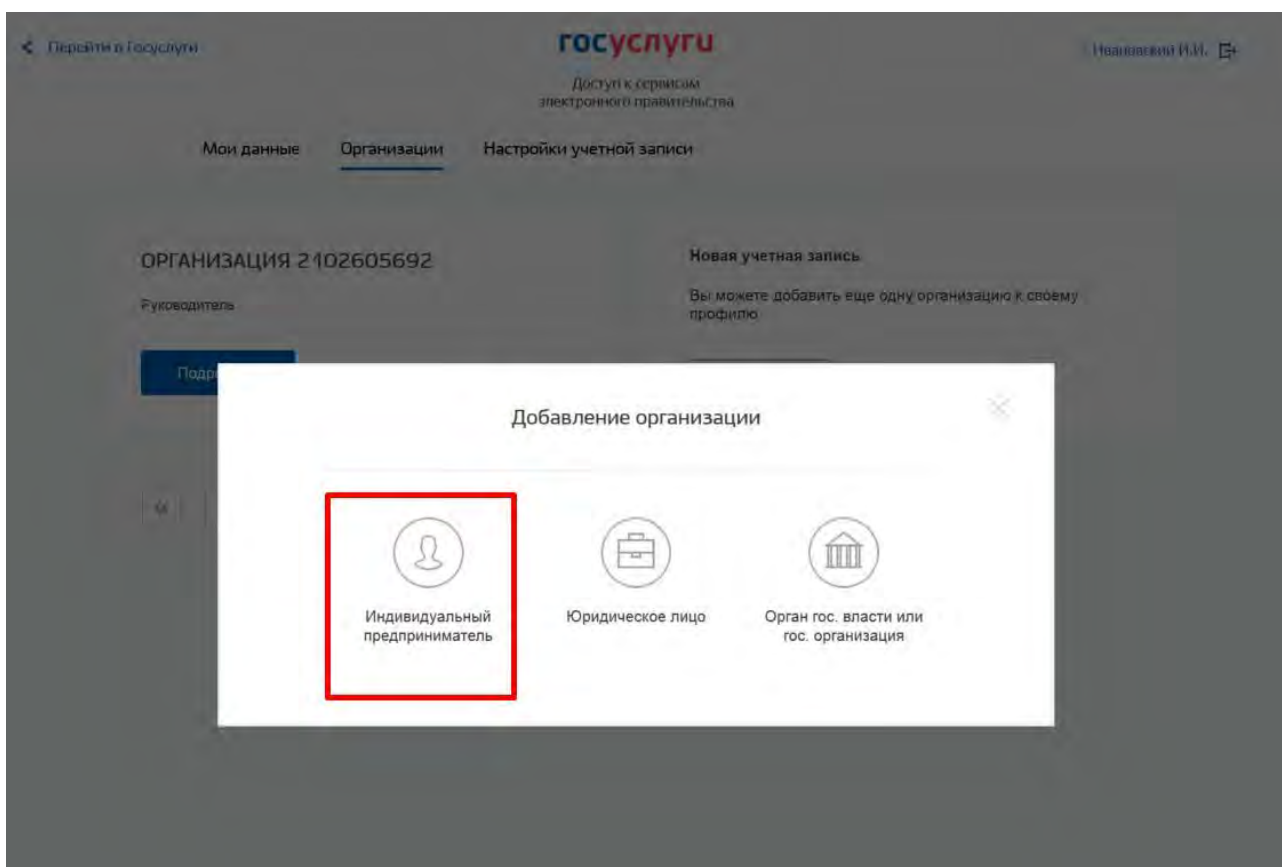 Перейти в Госуслуги
госуслуги
Ивановский И.И.
Доступ к сервисам
электронного правительства
Мои данные Организации Настройки учетной записи
ОРГАНИЗАЦИЯ 2102605692
Руководитель
Новая учетная запись
Вы можете добавить еще одну организацию к своему
профилю
Подр
Добавление организации
Индивидуальный
предприниматель
Юридическое лицо
Орган гос. власти или
гос. организация